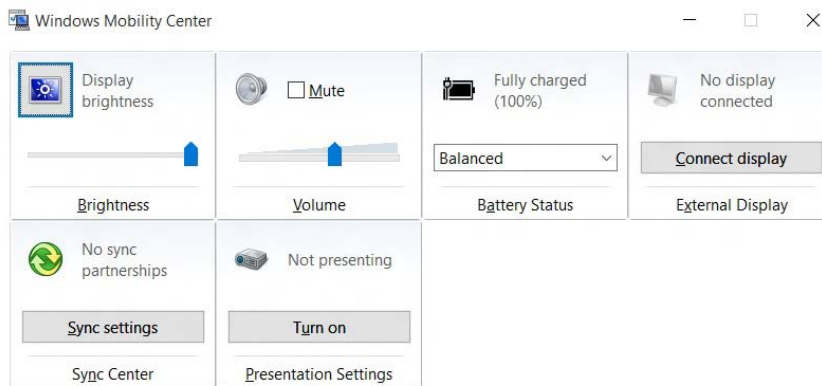 Windows Mobility Center
Display
brightness
Brightness
Mute
Volume
Fully charged
(100%)
Balanced
Battery Status
No display
connected
Connect display
External Display
No sync
partnerships
Sync settings
Sync Center
Not presenting
Turn on
Presentation Settings